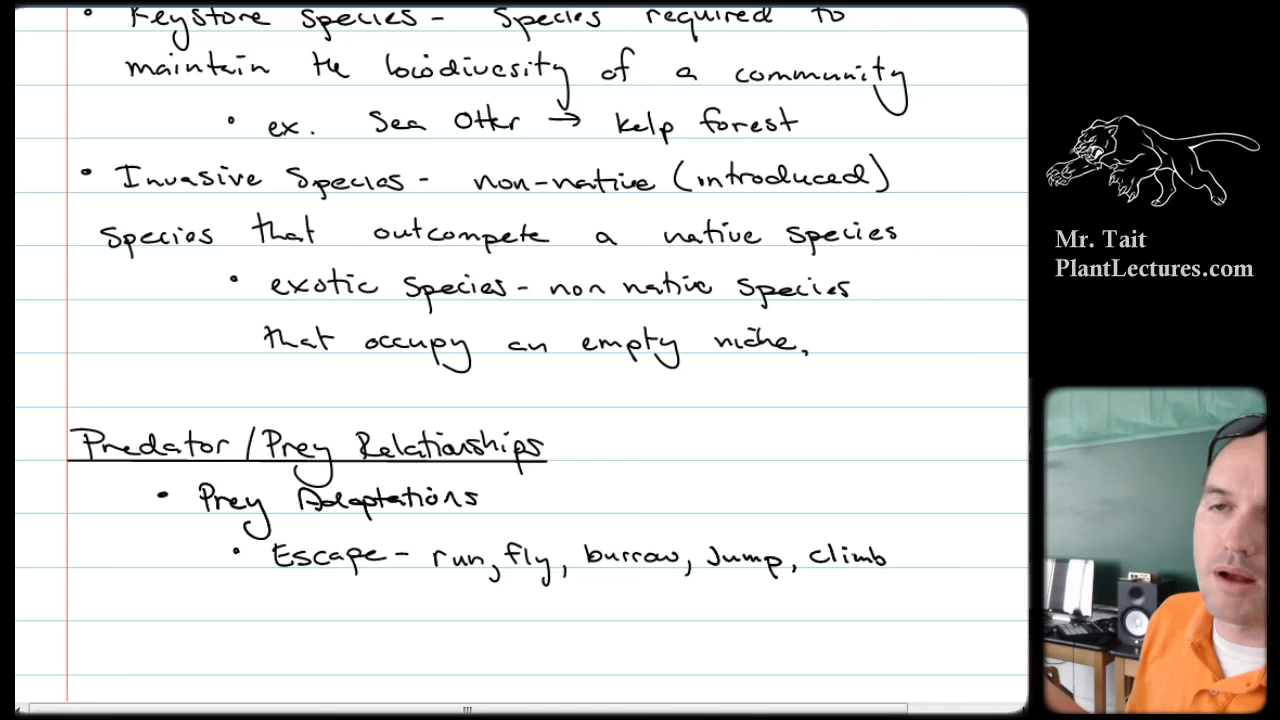 • Keystone Species - Species required to
maintain the biodiversity of a community
• ex. Sea Otter → kelp forest
• Invasive Species - non-native (introduced)
Species that outcompete a native species
• exotic species - non native species
that occupy an empty niche.
Predator / Prey Relationships
• Prey Adaptations
• Escape - run, fly, burrow, Jump, climb
Mr. Tait
PlantLectures.com